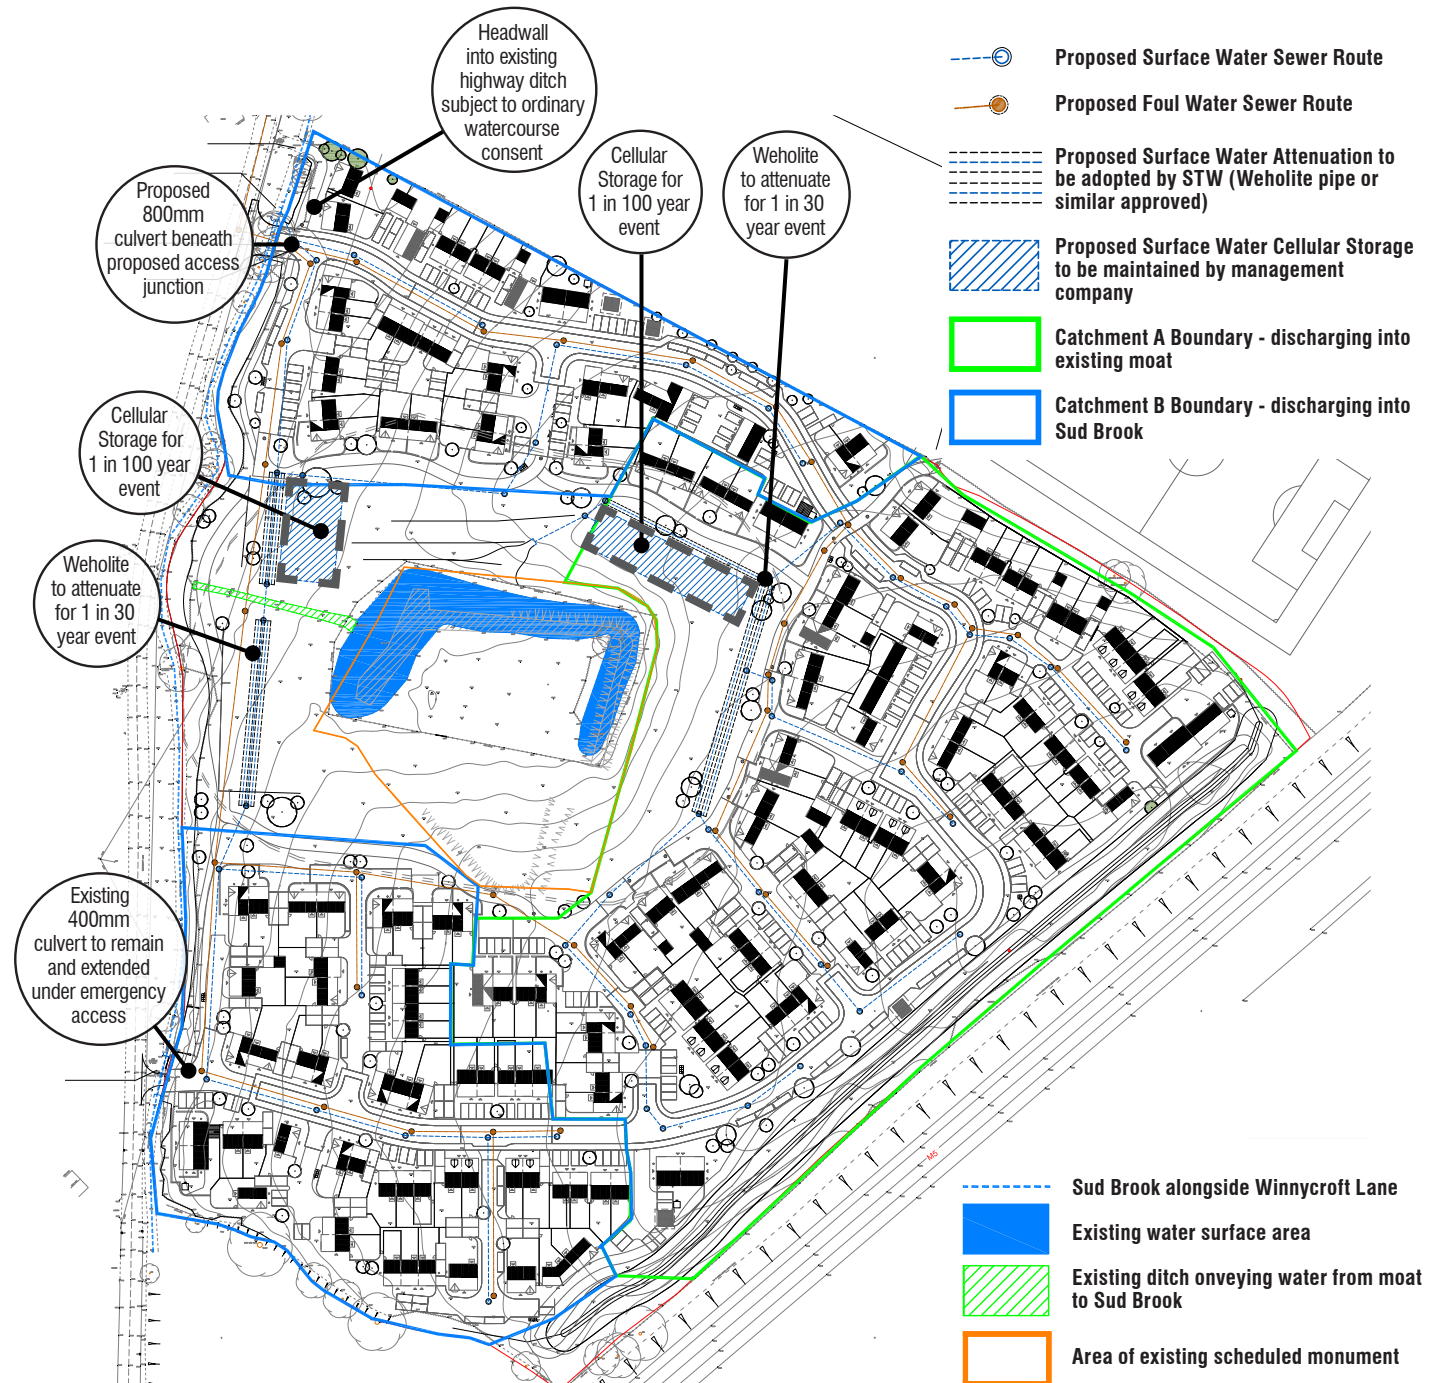 Headwall
into existing
highway ditch
subject to ordinary
watercourse
consent
Proposed
800mm
culvert beneath
proposed access
junction
Cellular
Storage for
1 in 100 year
event
Weholite
to attenuate
for 1 in 30
year event
Cellular
Storage for
1 in 100 year
event
Weholite
to attenuate
for 1 in 30
year event
Existing
400mm
culvert to remain
and extended
under emergency
access
Proposed Surface Water Sewer Route
Proposed Foul Water Sewer Route
Proposed Surface Water Attenuation to
be adopted by STW (Weholite pipe or
similar approved)
Proposed Surface Water Cellular Storage
to be maintained by management
company
Catchment A Boundary - discharging into
existing moat
Catchment B Boundary - discharging into
Sud Brook
M5
Sud Brook alongside Winnycroft Lane
Existing water surface area
Existing ditch onveying water from moat
to Sud Brook
Area of existing scheduled monument